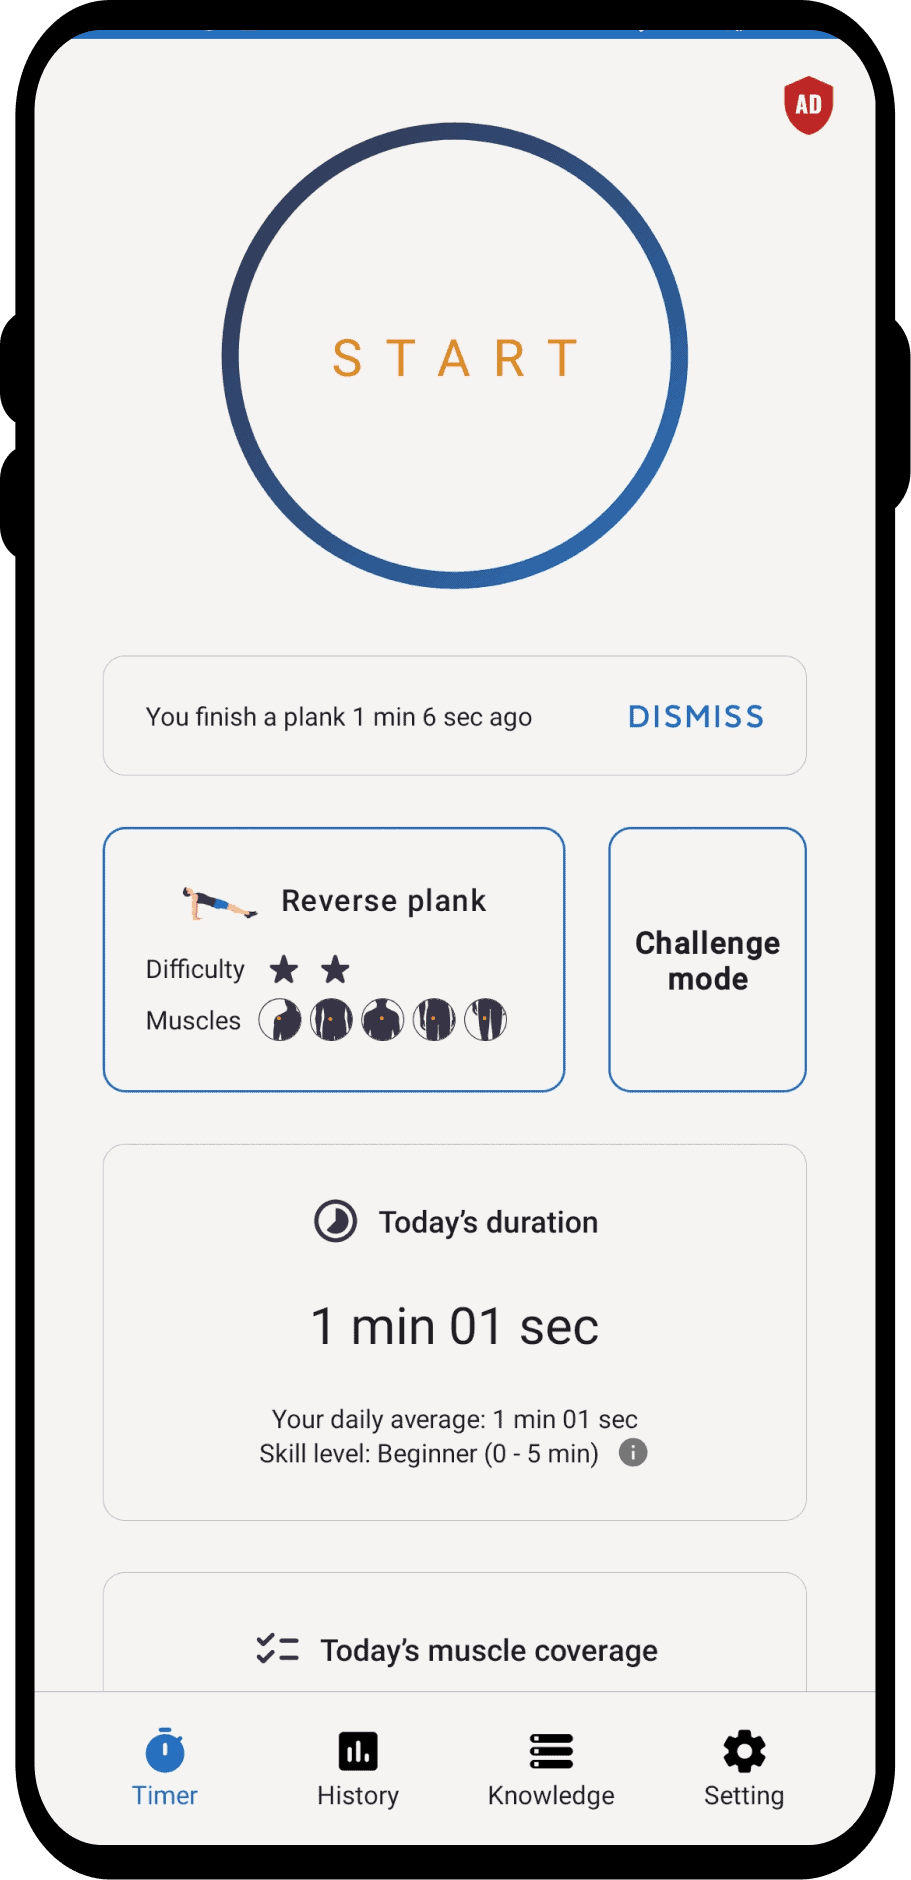 AD
START
You finish a plank 1 min 6 sec ago
DISMISS
Reverse plank
Difficulty
Muscles
Challenge
mode
Today's duration
1 min 01 sec
Your daily average: 1 min 01 sec
Skill level: Beginner (0 - 5 min)
Today's muscle coverage
Timer
History
Knowledge
Setting